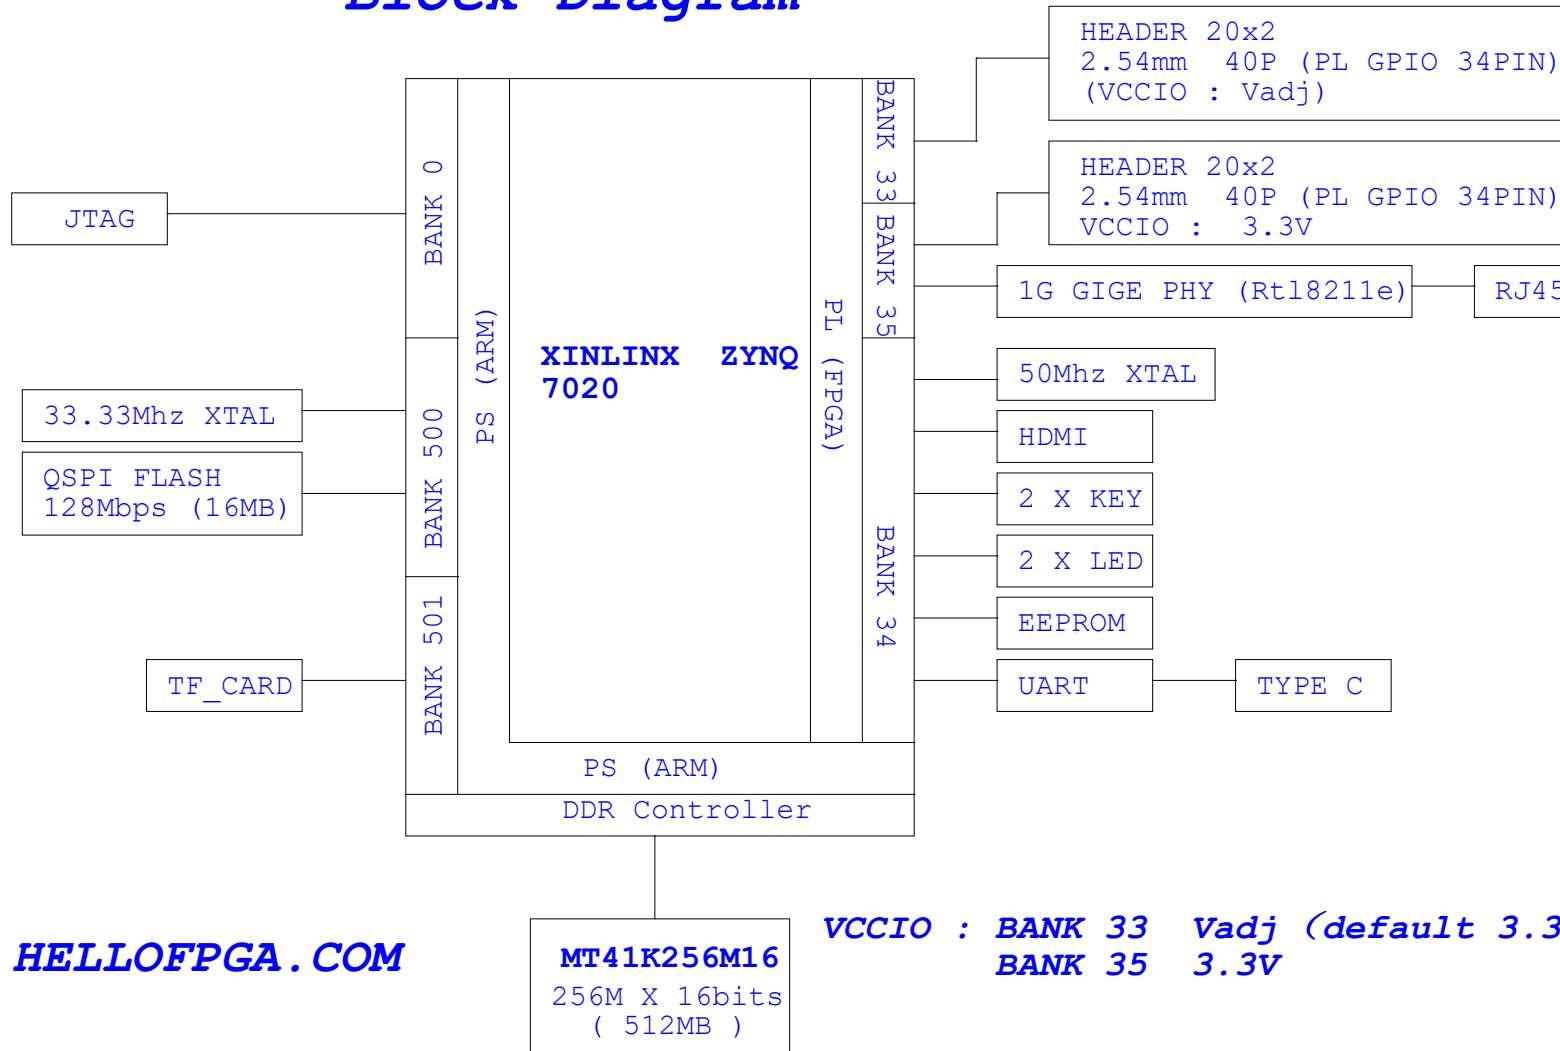 Block Diagram
HEADER 20x2
2.54mm 40P (PL GPIO 34PIN)
(VCCIO : Vadj)
HEADER 20x2
2.54mm 40P (PL GPIO 34PIN)
VCCIO : 3.3V
1G GIGE PHY (Rtl8211e)
RJ45
BANK 33
BANK 35
BANK 34
PL (FPGA)
BANK 0
BANK 500
BANK 501
PS (ARM)
JTAG
33.33Mhz XTAL
QSPI FLASH
128Mbps (16MB)
TF_CARD
XINLINX ZYNQ
7020
50Mhz XTAL
HDMI
2 X KEY
2 X LED
EEPROM
UART
TYPE C
PS (ARM)
DDR Controller
MT41K256M16
256M X 16bits
( 512MB )
HELLOFPGA.COM
VCCIO : BANK 33 Vadj (default 3.3
BANK 35 3.3V